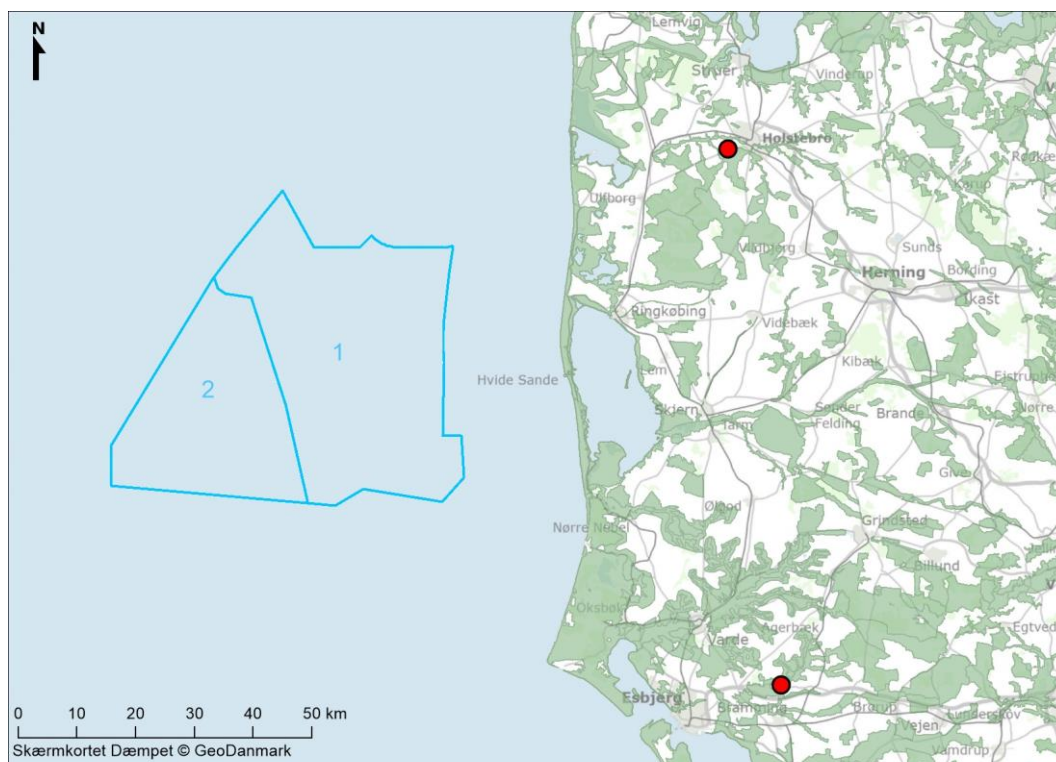 N
Lemvig
Struer
Vinderup
Holstebro
Ulfborg
Vildbjerg
Sunds
Herning
Bording
Ikast
Ringkøbing
Videbæk
Kibæk
1
2
Hvide Sande
Lem
Skjern
Tarm
Sønder
Felding
Brande
Nørre
Give
Ølgod
Nørre Nebel
Grindsted
Billund
Oksbøl
Varde
Agerbæk
Egtved
Esbjerg
Bramming
Brørup
Vejen
Lunderskov
Vamdrup
0 10 20 30 40 50 km
Skærmkortet Dæmpet © GeoDanmark